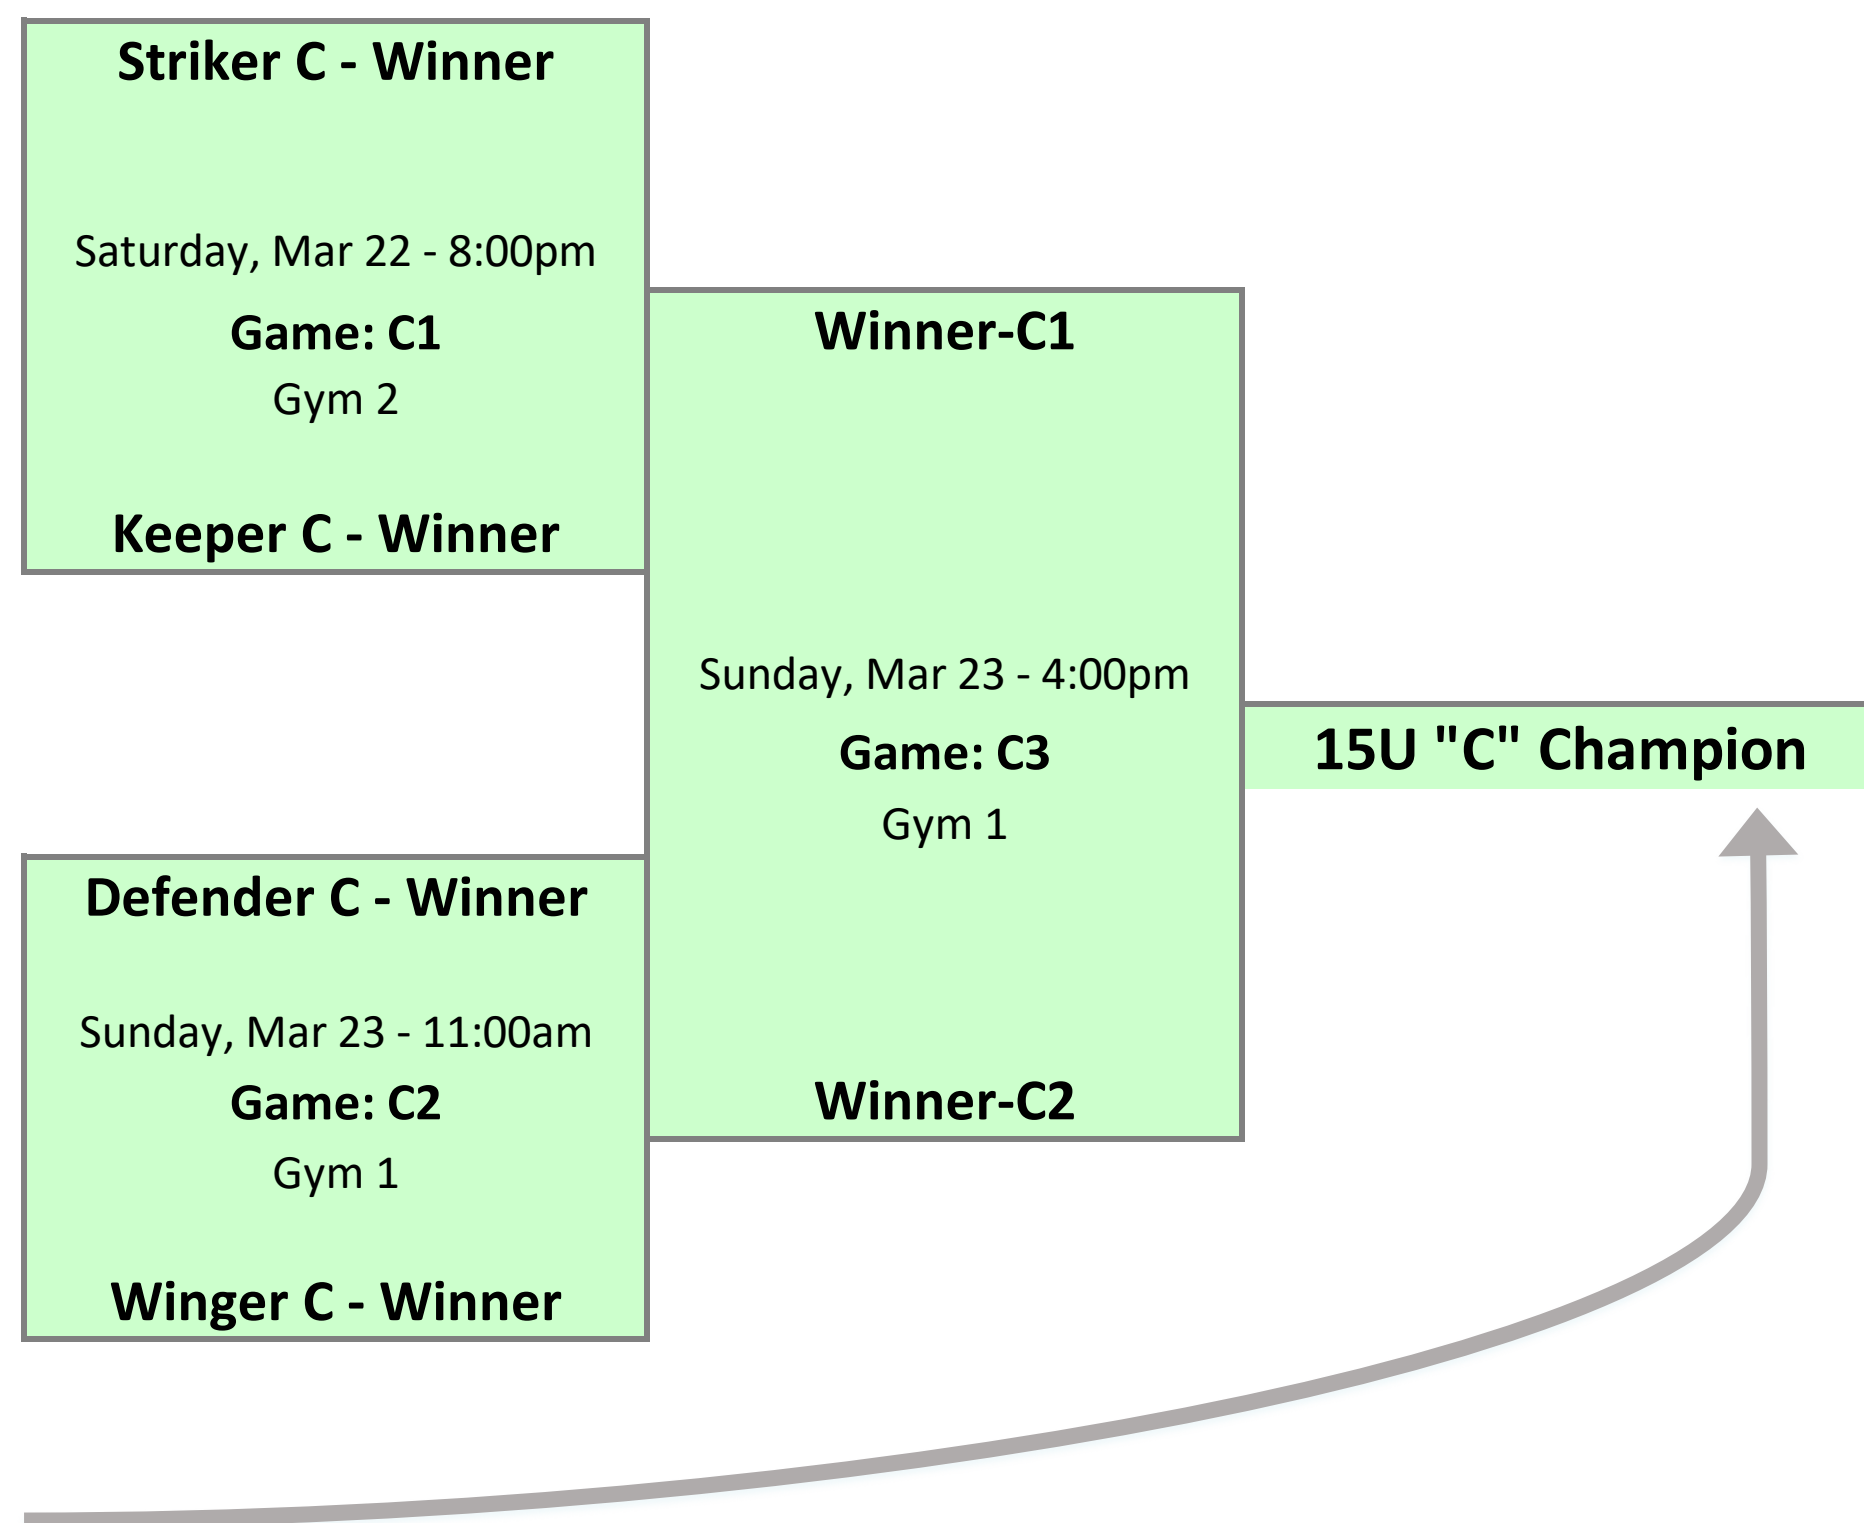 Striker C - Winner
Saturday, Mar 22 - 8:00pm
Game: C1
Gym 2
Keeper C - Winner
Winner-C1
Sunday, Mar 23 - 4:00pm
Game: C3
Gym 1
Winner-C2
15U "C" Champion
Defender C - Winner
Sunday, Mar 23 - 11:00am
Game: C2
Gym 1
Winger C - Winner